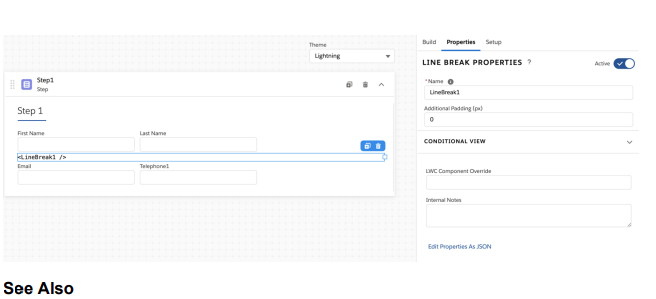 Theme
Lightning
Step1
Step
Step 1
First Name
Last Name
<LineBreak1 />
Email
Telephone1
Build Properties Setup
LINE BREAK PROPERTIES ?
Active
*Name
LineBreak1
Additional Padding (px)
0
CONDITIONAL VIEW
LWC Component Override
Internal Notes
Edit Properties As JSON
See Also